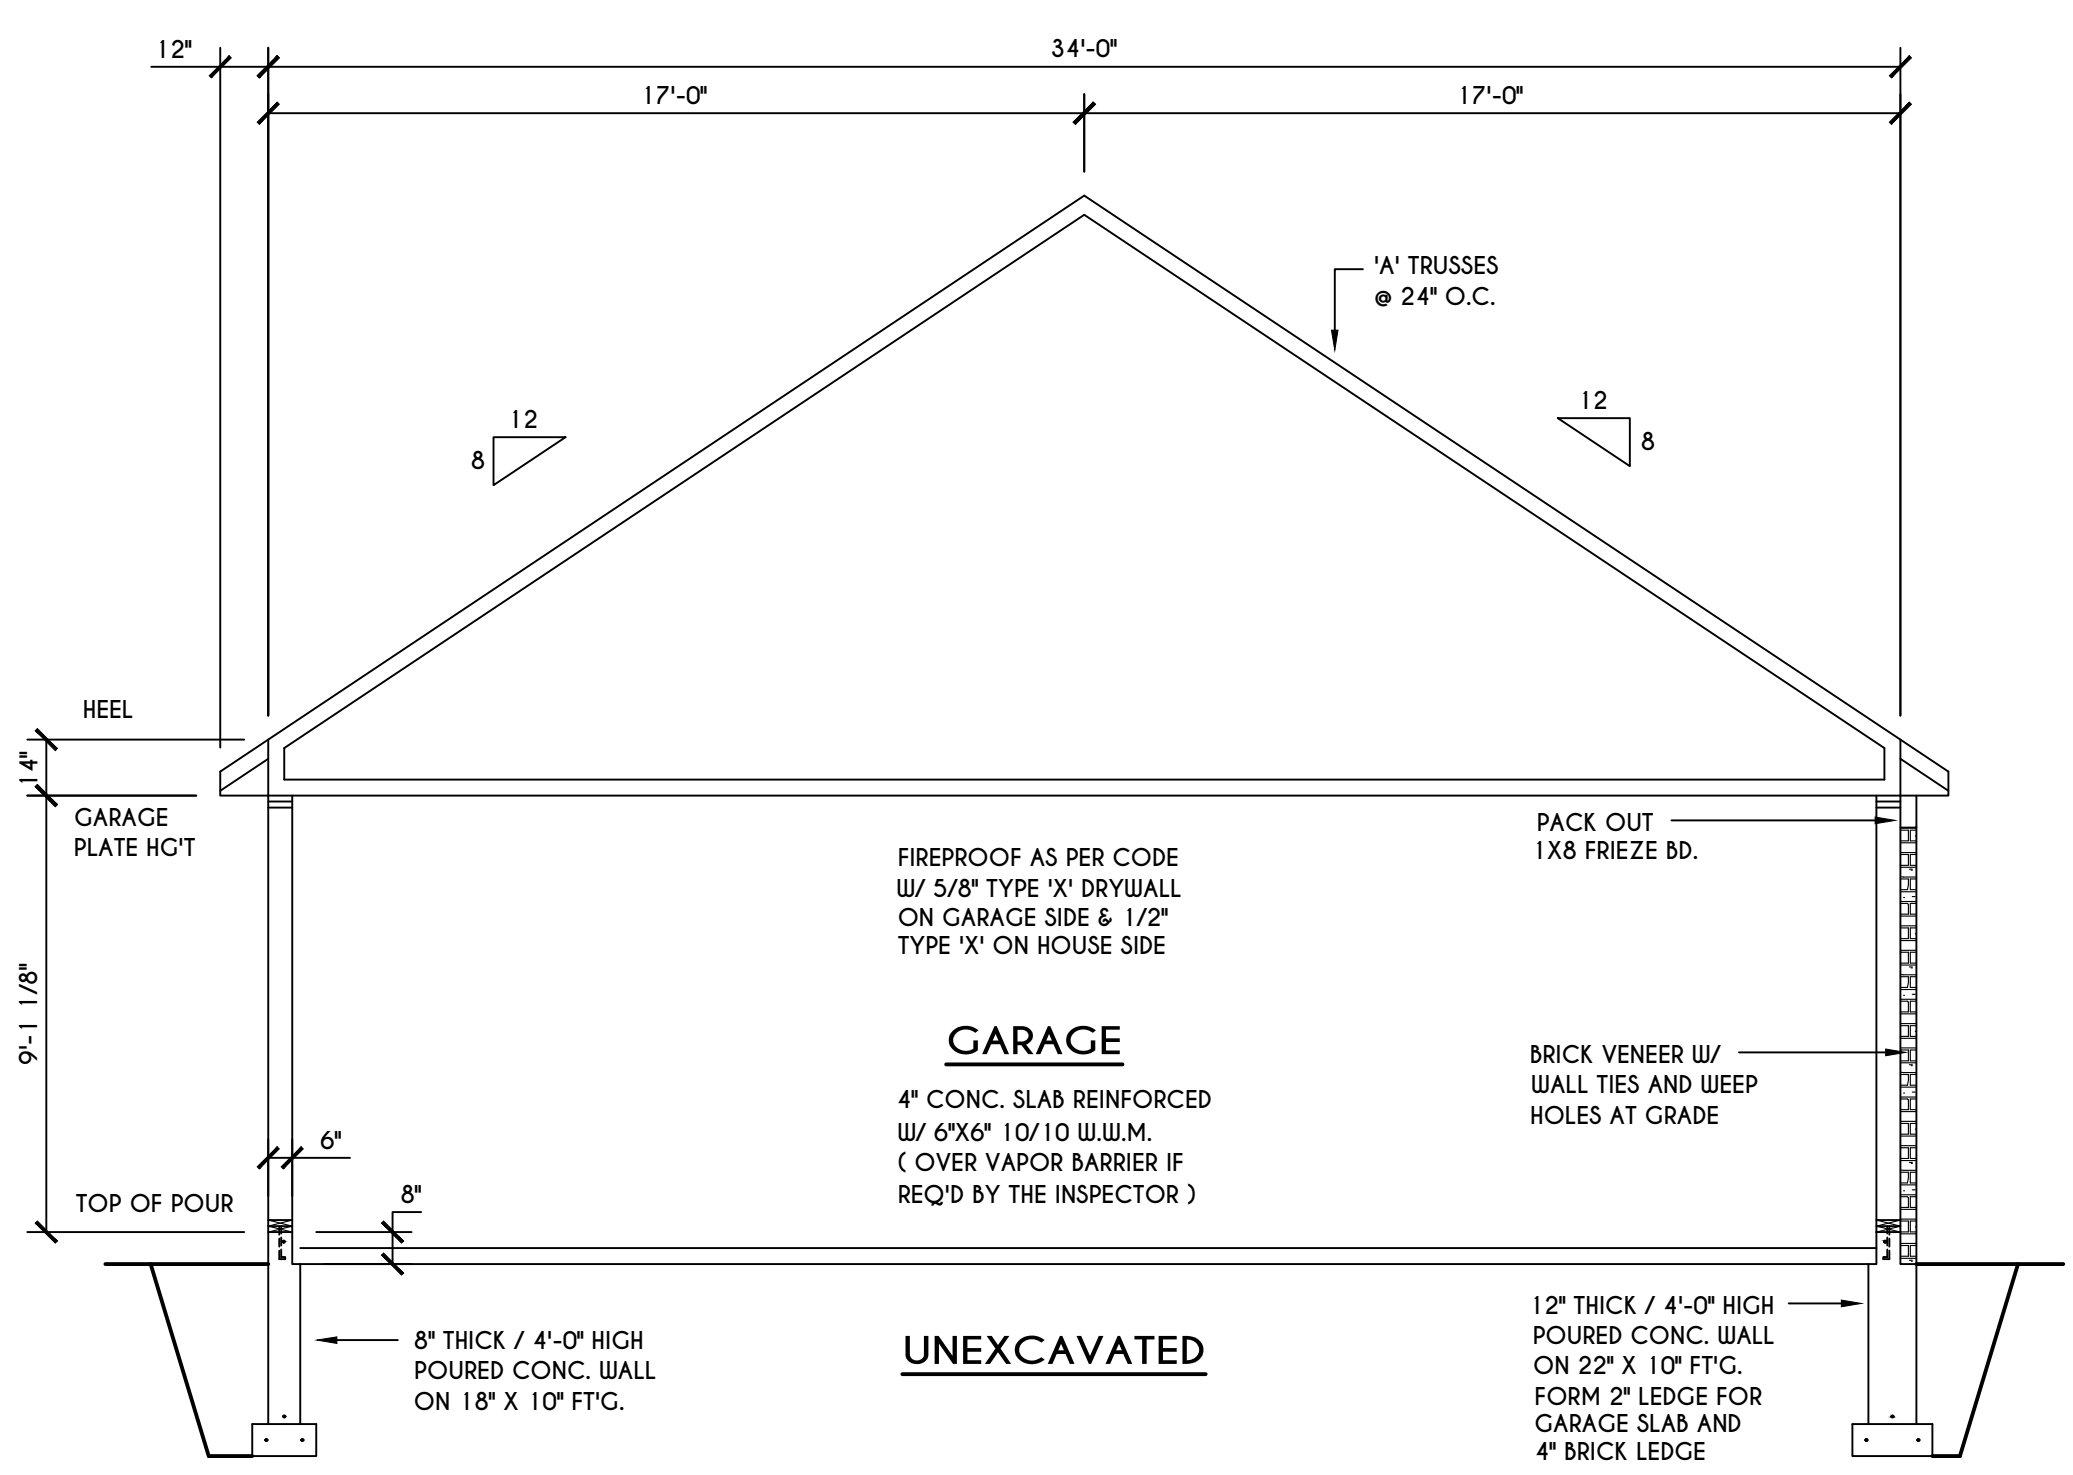 12"
34'-0"
17'-0"
17'-0"
'A' TRUSSES
@ 24" O.C.
12
8
12
8
HEEL
14"
GARAGE
PLATE HG'T
9'-1 1/8"
PACK OUT
1X8 FRIEZE BD.
FIREPROOF AS PER CODE
W/ 5/8" TYPE 'X' DRYWALL
ON GARAGE SIDE & 1/2"
TYPE 'X' ON HOUSE SIDE
GARAGE
4" CONC. SLAB REINFORCED
W/ 6"X6" 10/10 W.W.M.
( OVER VAPOR BARRIER IF
REQ'D BY THE INSPECTOR )
BRICK VENEER W/
WALL TIES AND WEEP
HOLES AT GRADE
6"
TOP OF POUR
8"
8" THICK / 4'-0" HIGH
POURED CONC. WALL
ON 18" X 10" FT'G.
UNEXCAVATED
12" THICK / 4'-0" HIGH
POURED CONC. WALL
ON 22" X 10" FT'G.
FORM 2" LEDGE FOR
GARAGE SLAB AND
4" BRICK LEDGE